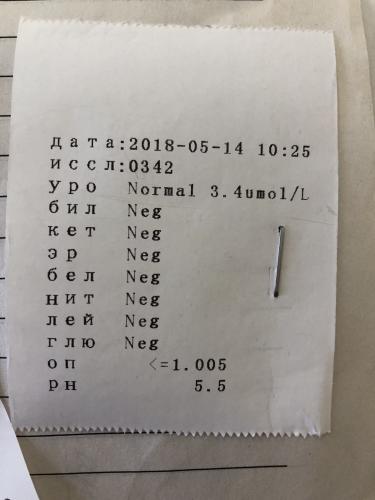 дата:2018-05-14 10:25
иссл:0342
уро Normal 3.4umol/L
бил Neg
кет Neg
эр Neg
бел Neg
нит Neg
лей Neg
глю Neg
оп <=1.005
рн 5.5